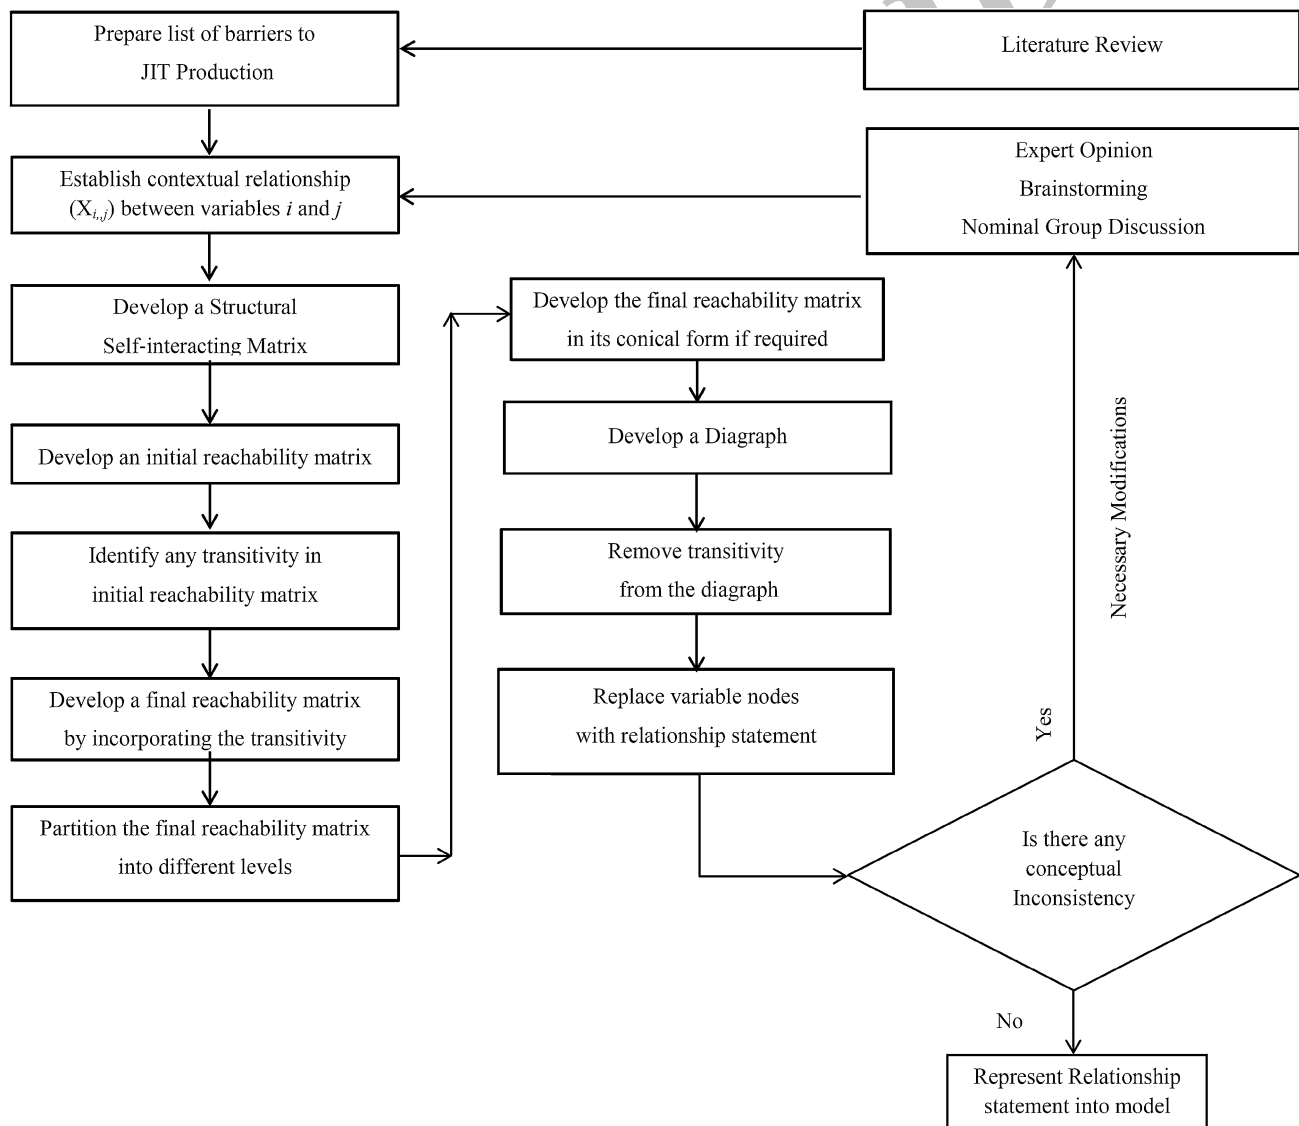 Prepare list of barriers to
JIT Production
Literature Review
Establish contextual relationship
(Xi,,j) between variables i and j
Expert Opinion
Brainstorming
Nominal Group Discussion
Develop a Structural
Self-interacting Matrix
Develop an initial reachability matrix
Identify any transitivity in
initial reachability matrix
Develop a final reachability matrix
by incorporating the transitivity
Partition the final reachability matrix
into different levels
Develop the final reachability matrix
in its conical form if required
Develop a Diagraph
Remove transitivity
from the diagraph
Replace variable nodes
with relationship statement
Is there any
conceptual
Inconsistency
Yes
Necessary Modifications
No
Represent Relationship
statement into model